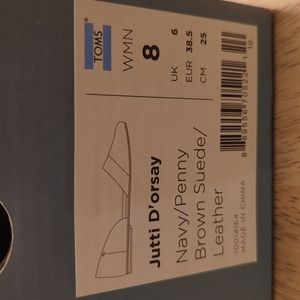 TOMS
WMN
8
UK 6
EUR 38.5
CM 25
Jutti D'orsay
Navy/Penny
Brown Suede/
Leather
10014164
MADE IN CHINA